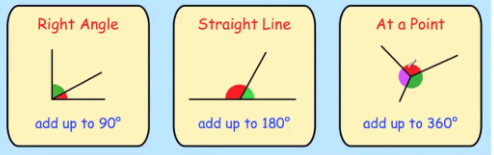 Right Angle
add up to 90°
Straight Line
add up to 180°
At a Point
add up to 360°